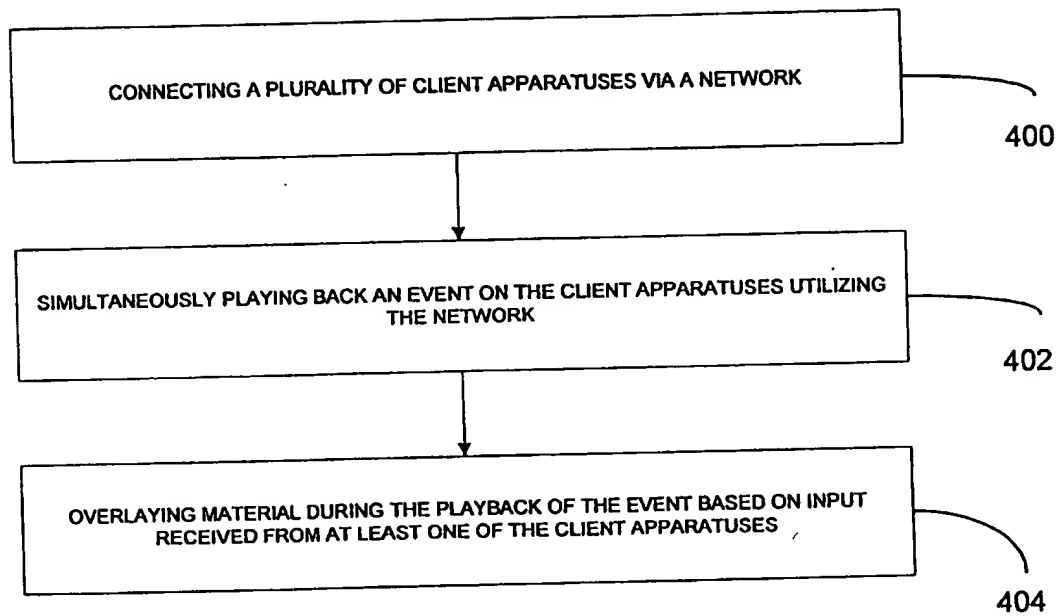 CONNECTING A PLURALITY OF CLIENT APPARATUSES VIA A NETWORK
400
SIMULTANEOUSLY PLAYING BACK AN EVENT ON THE CLIENT APPARATUSES UTILIZING
THE NETWORK
402
OVERLAYING MATERIAL DURING THE PLAYBACK OF THE EVENT BASED ON INPUT
RECEIVED FROM AT LEAST ONE OF THE CLIENT APPARATUSES
404